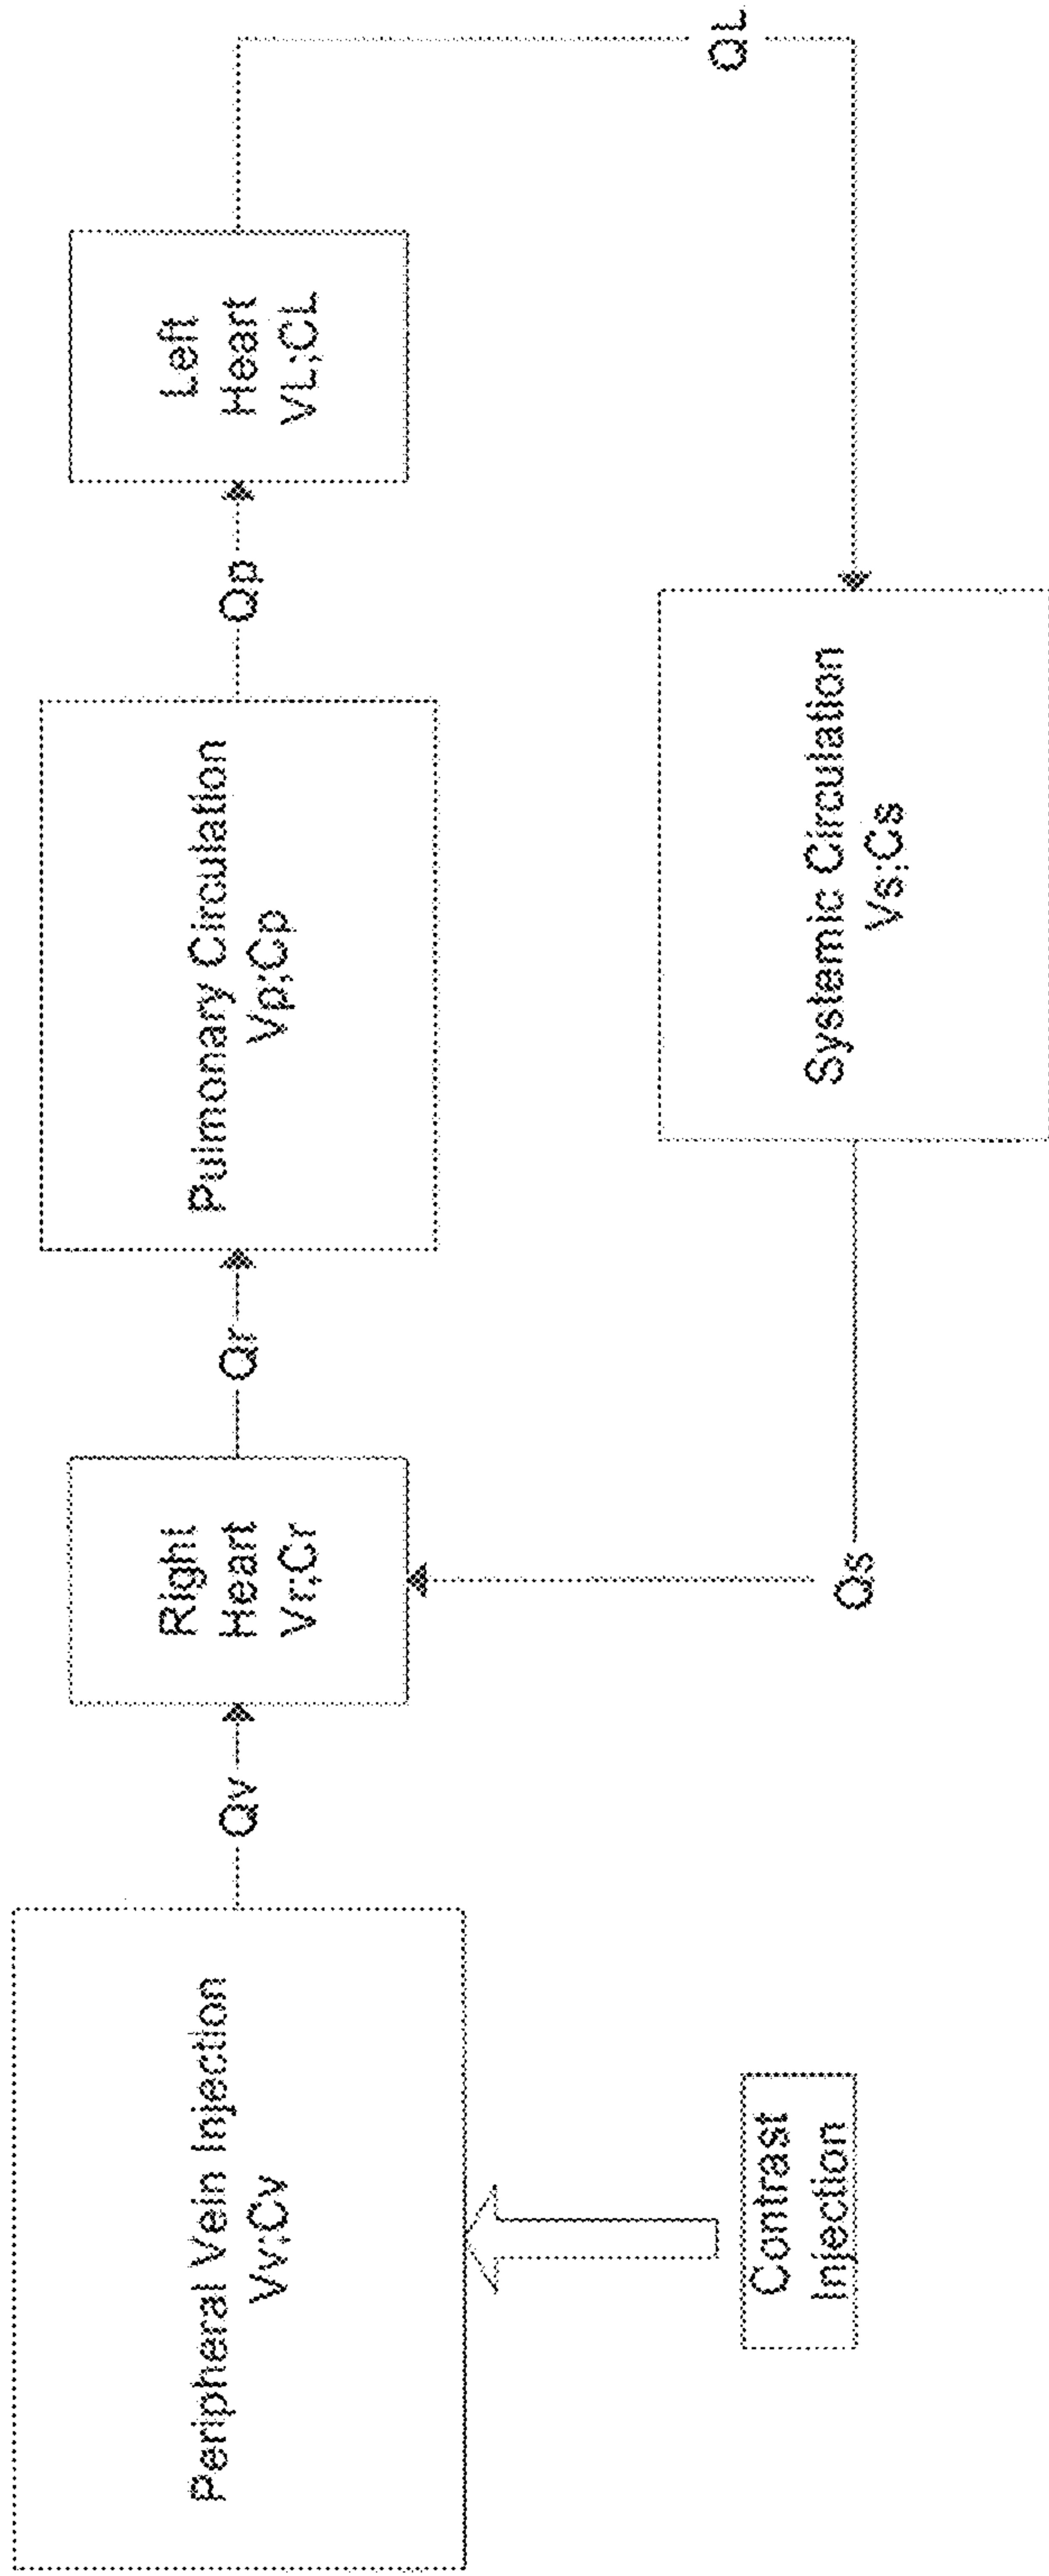 Peripheral Vein Injection
Vv;Cv
Qv
Right
Heart
Vr;Cr
Qr
Pulmonary Circulation
Vp;Cp
Qp
Left
Heart
VL;CL
QL
Systemic Circulation
Vs;Cs
Qs
Contrast
Injection